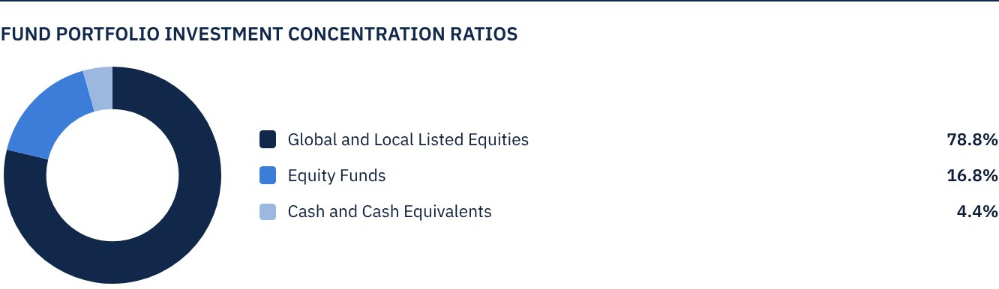 FUND PORTFOLIO INVESTMENT CONCENTRATION RATIOS
Global and Local Listed Equities 78.8%
Equity Funds 16.8%
Cash and Cash Equivalents 4.4%